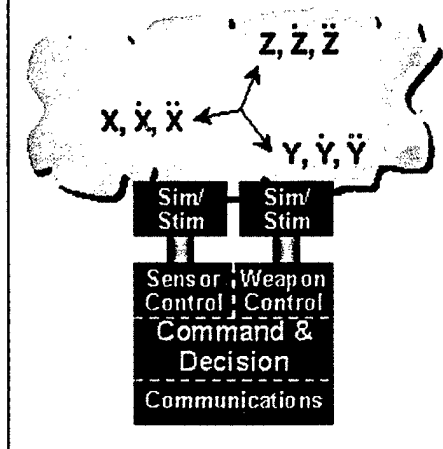 Z, Ż, Z̈
X, Ẋ, Ẍ
Y, Ẏ, Ÿ
Sim/ Sim/
Stim Stim
Sensor Weapon
Control Control
Command &
Decision
Communications